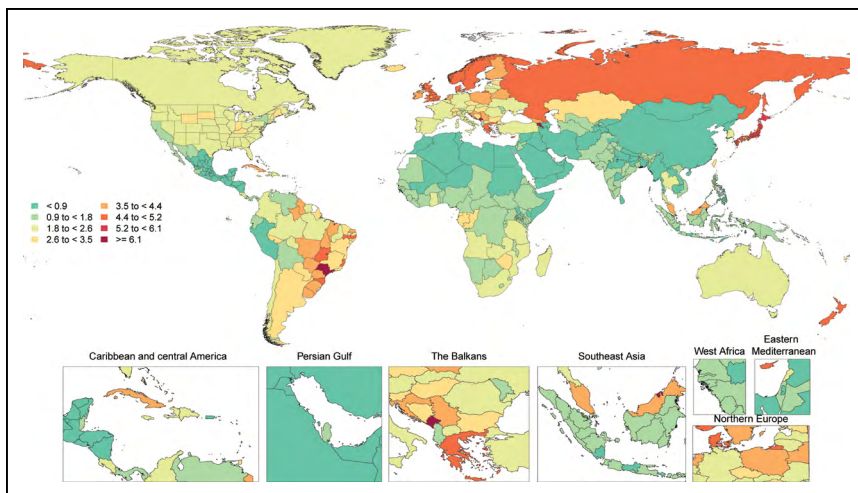 < 0.9
0.9 to < 1.8
1.8 to < 2.6
2.6 to < 3.5
3.5 to < 4.4
4.4 to < 5.2
5.2 to < 6.1
>= 6.1
Caribbean and central America
Persian Gulf
The Balkans
Southeast Asia
West Africa
Eastern
Mediterranean
Northern Europe